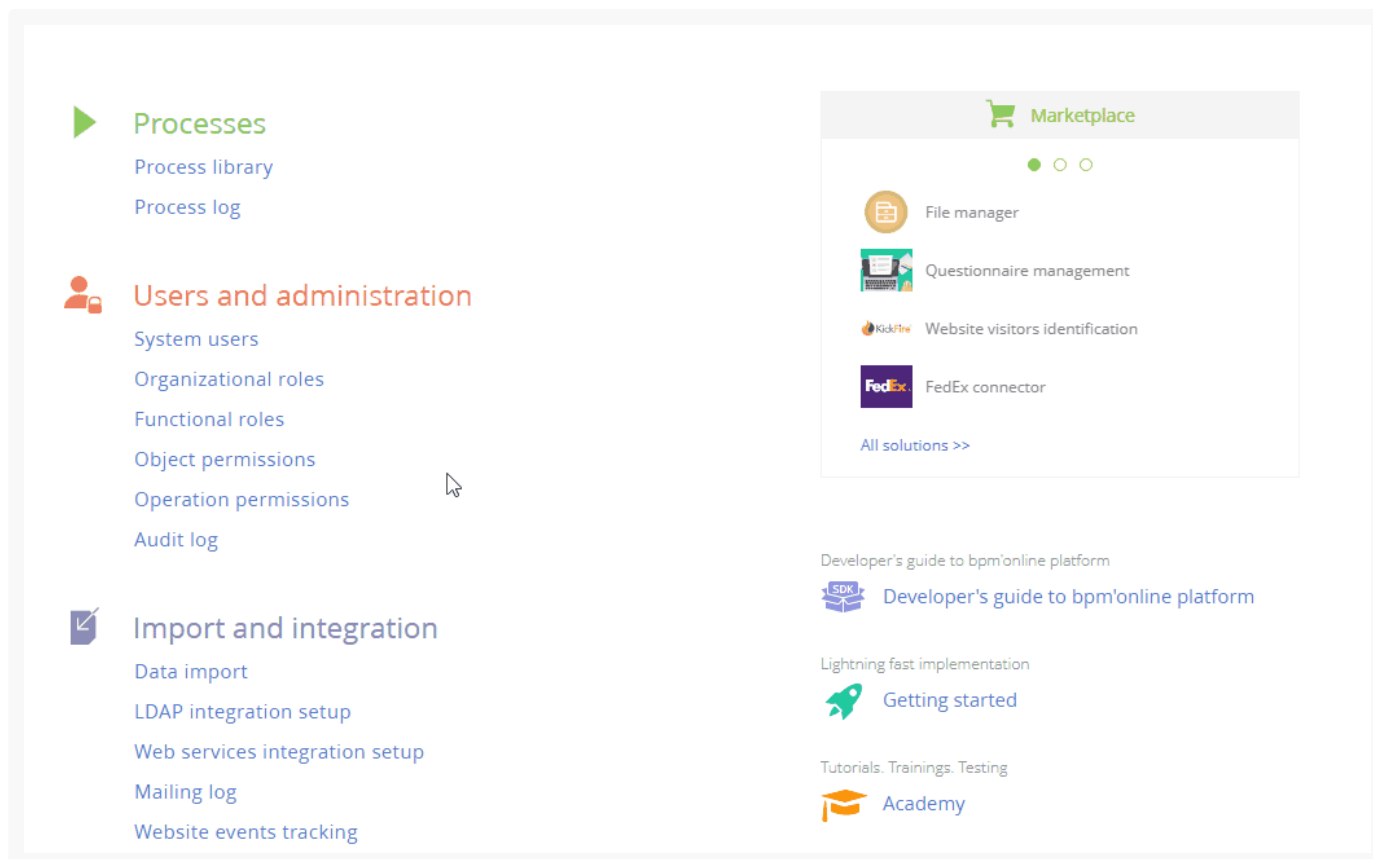 Processes
Process library
Process log
Users and administration
System users
Organizational roles
Functional roles
Object permissions
Operation permissions
Audit log
Import and integration
Data import
LDAP integration setup
Web services integration setup
Mailing log
Website events tracking
Marketplace
File manager
Questionnaire management
KickFire Website visitors identification
FedEx. FedEx connector
All solutions >>
Developer's guide to bpm'online platform
SDK Developer's guide to bpm'online platform
Lightning fast implementation
Getting started
Tutorials. Trainings. Testing
Academy